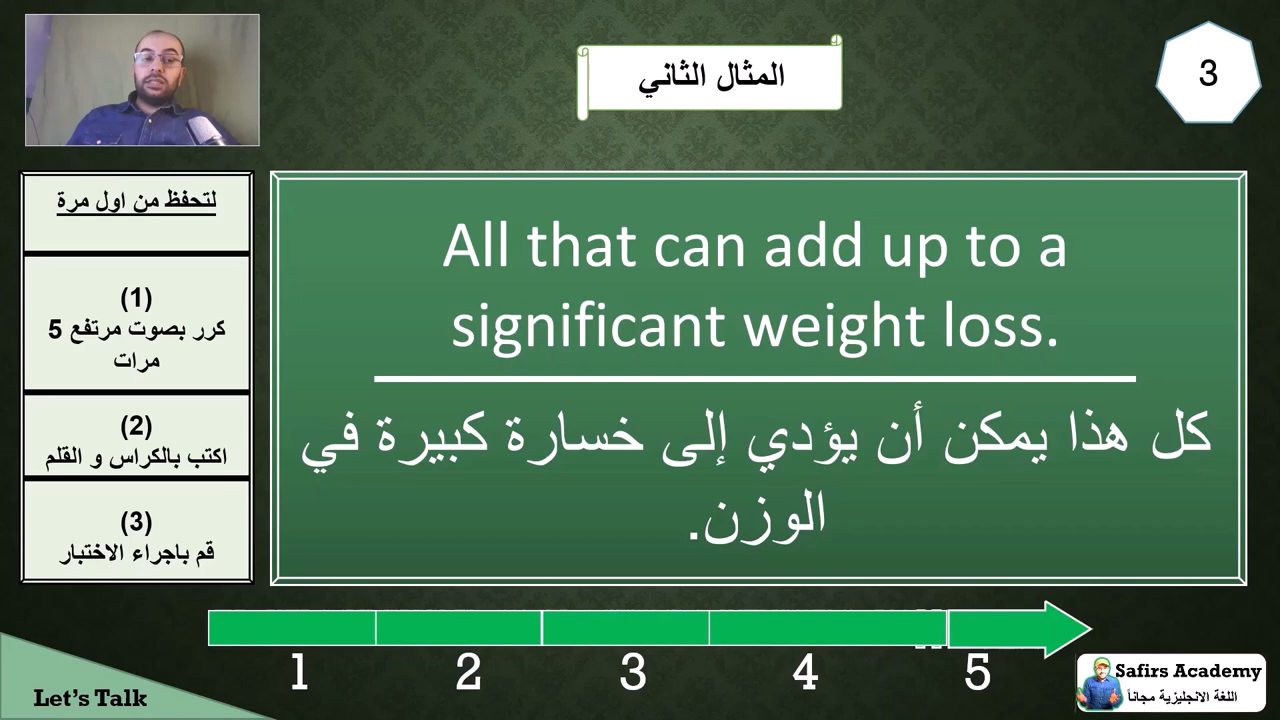 المثال الثاني
3
لتحفظ من اول مرة
(1)
كرر بصوت مرتفع 5
مرات
(2)
اكتب بالكراس و القلم
(3)
قم باجراء الاختبار
All that can add up to a
significant weight loss.
كل هذا يمكن أن يؤدي إلى خسارة كبيرة في
الوزن.
1 2 3 4 5
Let's Talk
Safirs Academy
اللغة الانجليزية مجاناً